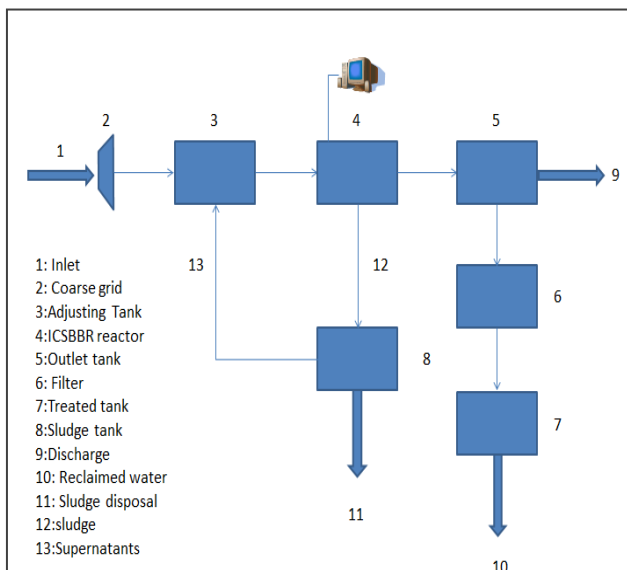 2
3
4
5
1
9
13
12
1: Inlet
2: Coarse grid
3:Adjusting Tank
4:ICSBBR reactor
5:Outlet tank
6: Filter
7:Treated tank
8:Sludge tank
9:Discharge
10: Reclaimed water
11: Sludge disposal
12:sludge
13:Supernatants
6
8
7
11
10